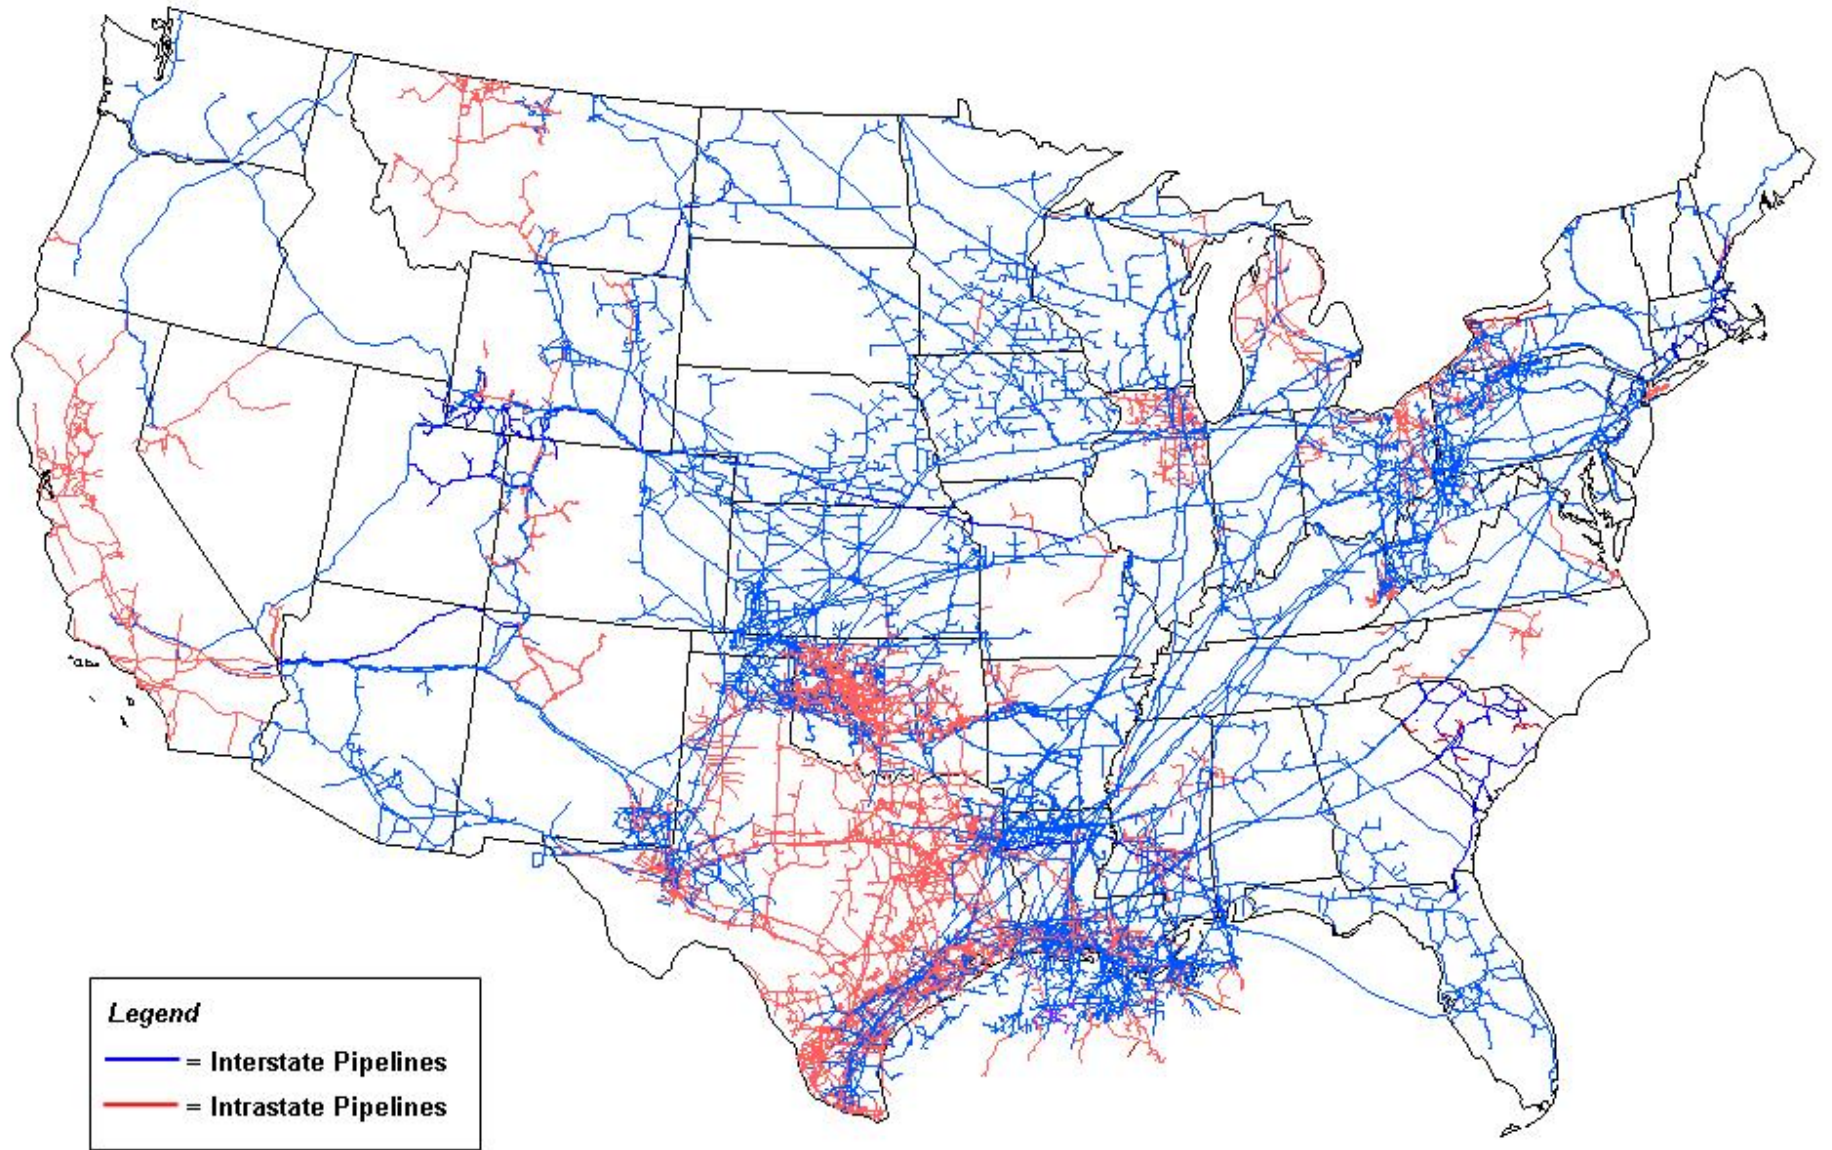 Legend
= Interstate Pipelines
= Intrastate Pipelines